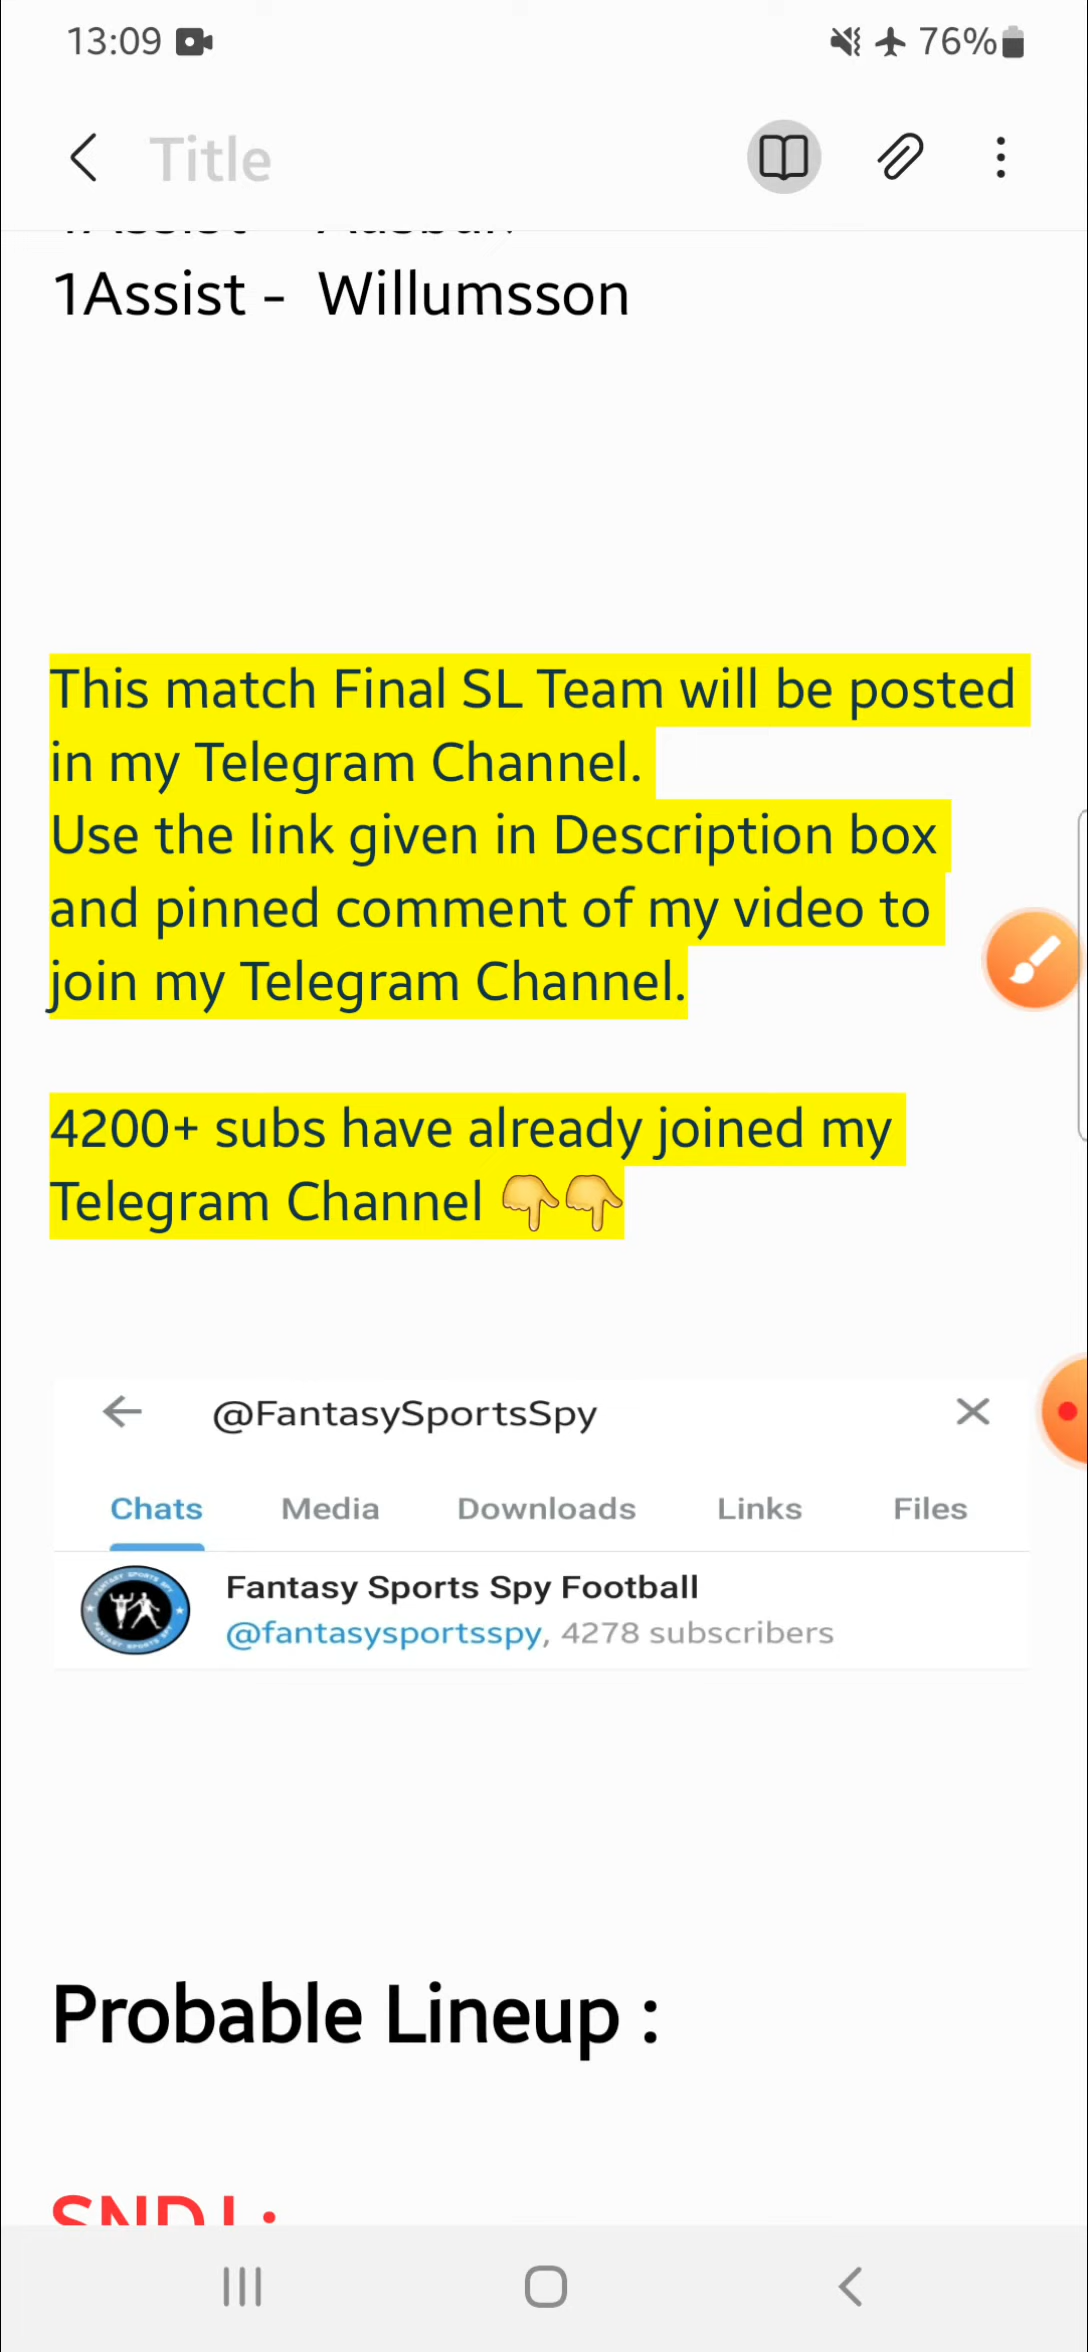 13:09
76%
Title
1Assist - Willumsson
This match Final SL Team will be posted
in my Telegram Channel.
Use the link given in Description box
and pinned comment of my video to
join my Telegram Channel.
4200+ subs have already joined my
Telegram Channel 👇👇
@FantasySportsSpy
Chats Media Downloads Links Files
Fantasy Sports Spy Football
@fantasysportsspy, 4278 subscribers
Probable Lineup :